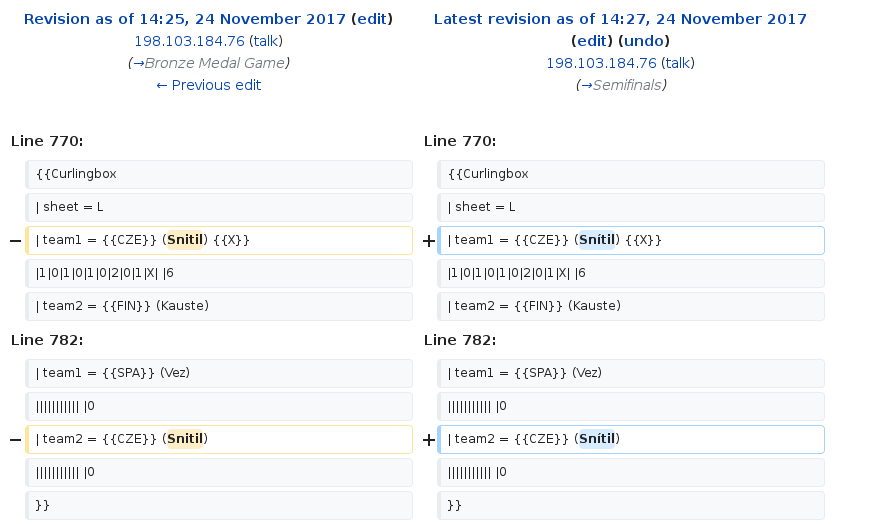 Revision as of 14:25, 24 November 2017 (edit)
198.103.184.76 (talk)
(→Bronze Medal Game)
← Previous edit
Latest revision as of 14:27, 24 November 2017
(edit) (undo)
198.103.184.76 (talk)
(→Semifinals)
Line 770:
Line 770:
{{Curlingbox
{{Curlingbox
| sheet = L
| sheet = L
− | team1 = {{CZE}} (Snitil) {{X}}
+ | team1 = {{CZE}} (Snítil) {{X}}
|1|0|1|0|1|0|2|0|1|X| |6
|1|0|1|0|1|0|2|0|1|X| |6
| team2 = {{FIN}} (Kauste)
| team2 = {{FIN}} (Kauste)
Line 782:
Line 782:
| team1 = {{SPA}} (Vez)
| team1 = {{SPA}} (Vez)
||||||||||| |0
||||||||||| |0
− | team2 = {{CZE}} (Snitil)
+ | team2 = {{CZE}} (Snítil)
||||||||||| |0
||||||||||| |0
}}
}}